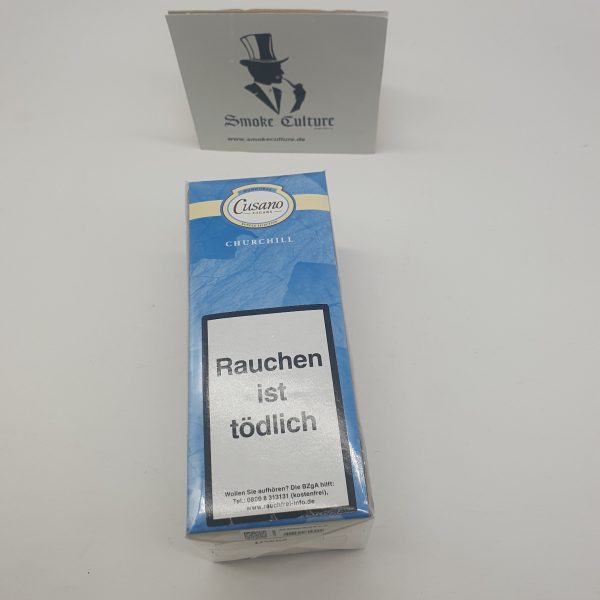 Smoke Culture
www.smokeculture.de
Cusano
CIGARS
CHURCHILL
Rauchen
ist
tödlich
Wollen Sie aufhören? Die BZgA hilft:
Tel.: 0800 8 313131 (kostenfrei),
www.rauchfrei-info.de